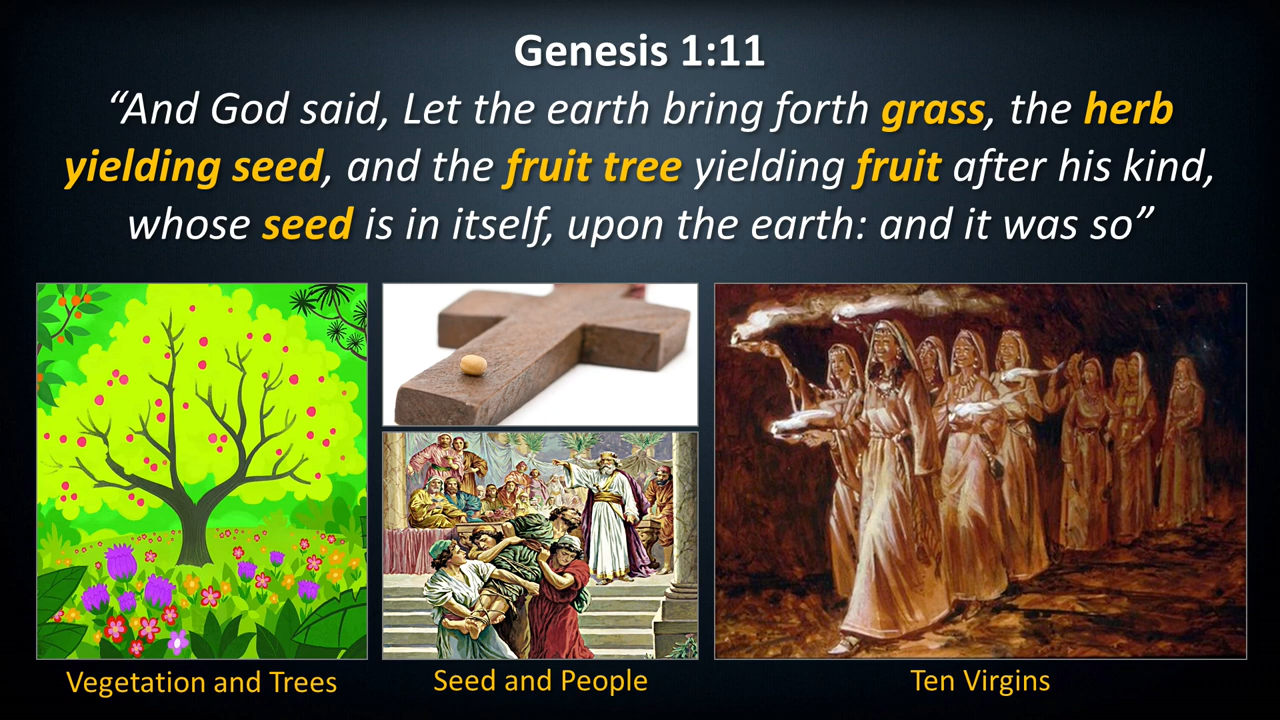 Genesis 1:11
“And God said, Let the earth bring forth grass, the herb
yielding seed, and the fruit tree yielding fruit after his kind,
whose seed is in itself, upon the earth: and it was so”
Vegetation and Trees
Seed and People
Ten Virgins